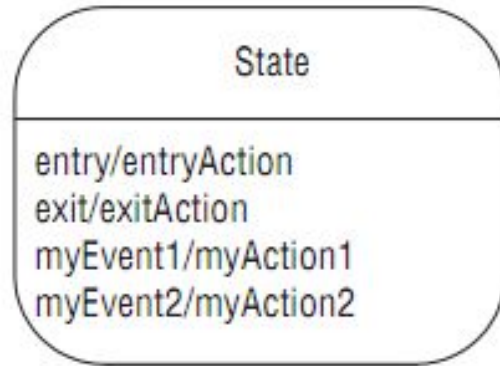 State
entry/entryAction
exit/exitAction
myEvent1/myAction1
myEvent2/myAction2